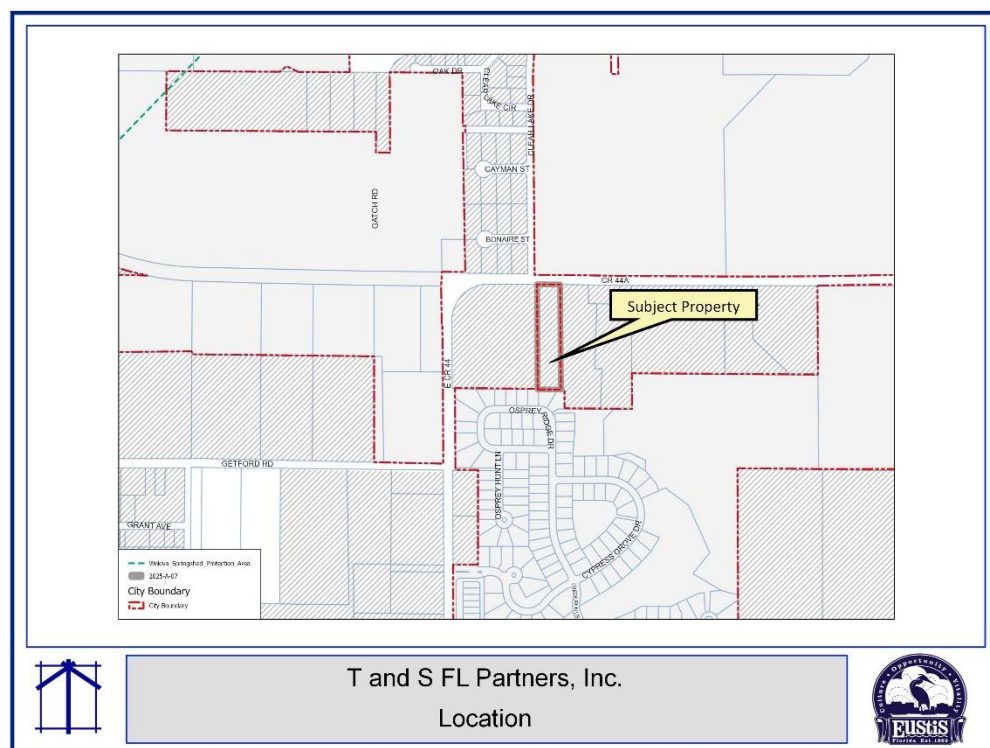 OAK DR
CLEAR LAKE CIR
CLEAR LAKE DR
CAYMAN ST
GATCH RD
BONAIRE ST
CR 44A
Subject Property
E CR 44
OSPREY RIDGE DR
OSPREY HUNT LN
GETFORD RD
GRANT AVE
CYPRESS GROVE DR
Wekiva_Springshed_Protection_Area
2025-A-07
City Boundary
City Boundary
T and S FL Partners, Inc.
Location
Culture • Opportunity • Vitality
EUSTIS
Florida Est. 1883